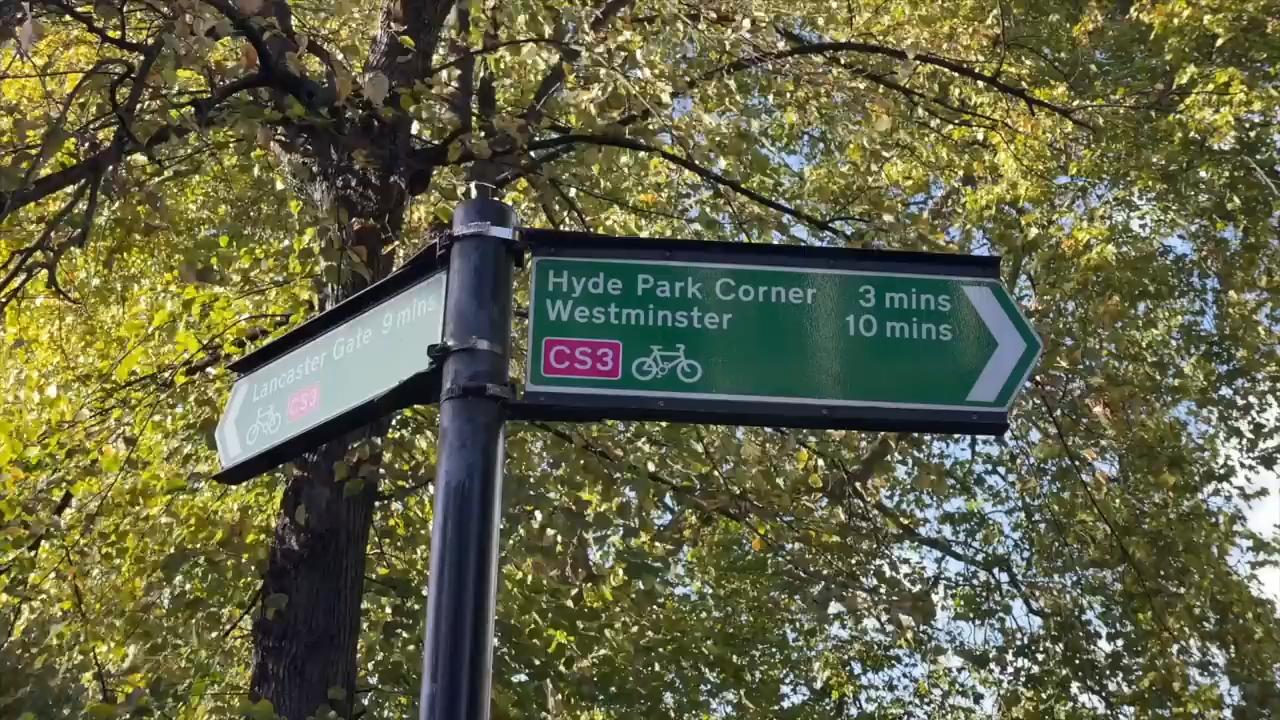 Lancaster Gate 9 mins
CS3
Hyde Park Corner 3 mins
Westminster 10 mins
CS3